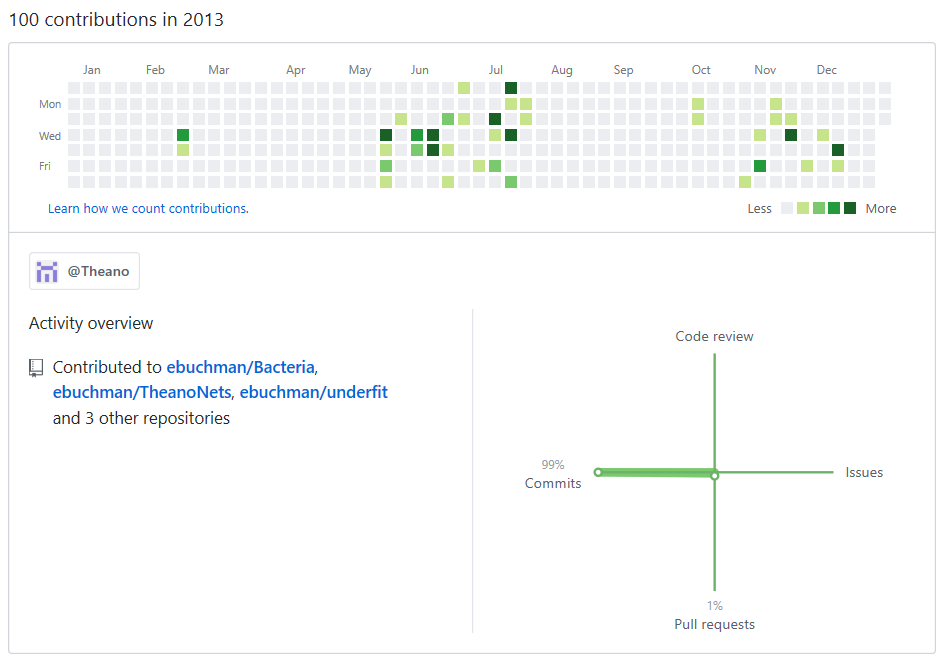 100 contributions in 2013
Jan Feb Mar Apr May Jun Jul Aug Sep Oct Nov Dec
Mon
Wed
Fri
Learn how we count contributions.
Less More
@Theano
Activity overview
Contributed to ebuchman/Bacteria,
ebuchman/TheanoNets, ebuchman/underfit
and 3 other repositories
Code review
99%
Commits
Issues
1%
Pull requests